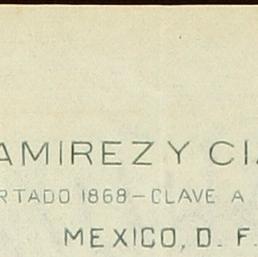 AMIREZ Y CI
RTADO 1868-CLAVE A
MEXICO, D. F.